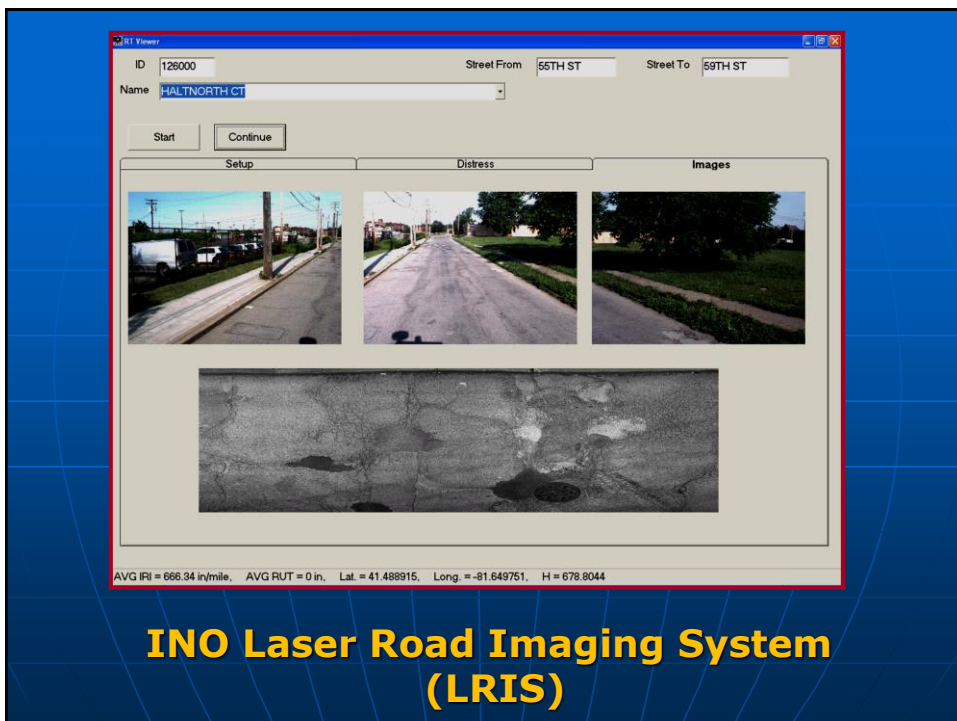 RT Viewer
ID 126000 Street From 55TH ST Street To 59TH ST
Name HALTNORTH CT
Start Continue
Setup Distress Images
AVG IRI = 666.34 in/mile, AVG RUT = 0 in, Lat. = 41.488915, Long. = -81.649751, H = 678.8044
INO Laser Road Imaging System
(LRIS)